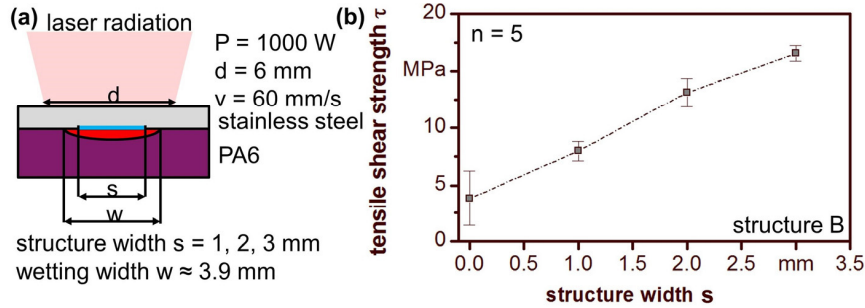 (a)
laser radiation
P = 1000 W
d = 6 mm
v = 60 mm/s
d
stainless steel
PA6
s
w
structure width s = 1, 2, 3 mm
wetting width w ≈ 3.9 mm
(b)
tensile shear strength τ
20
MPa
15
10
5
0
n = 5
structure B
0.0 0.5 1.0 1.5 2.0 2.5 mm 3.5
structure width s